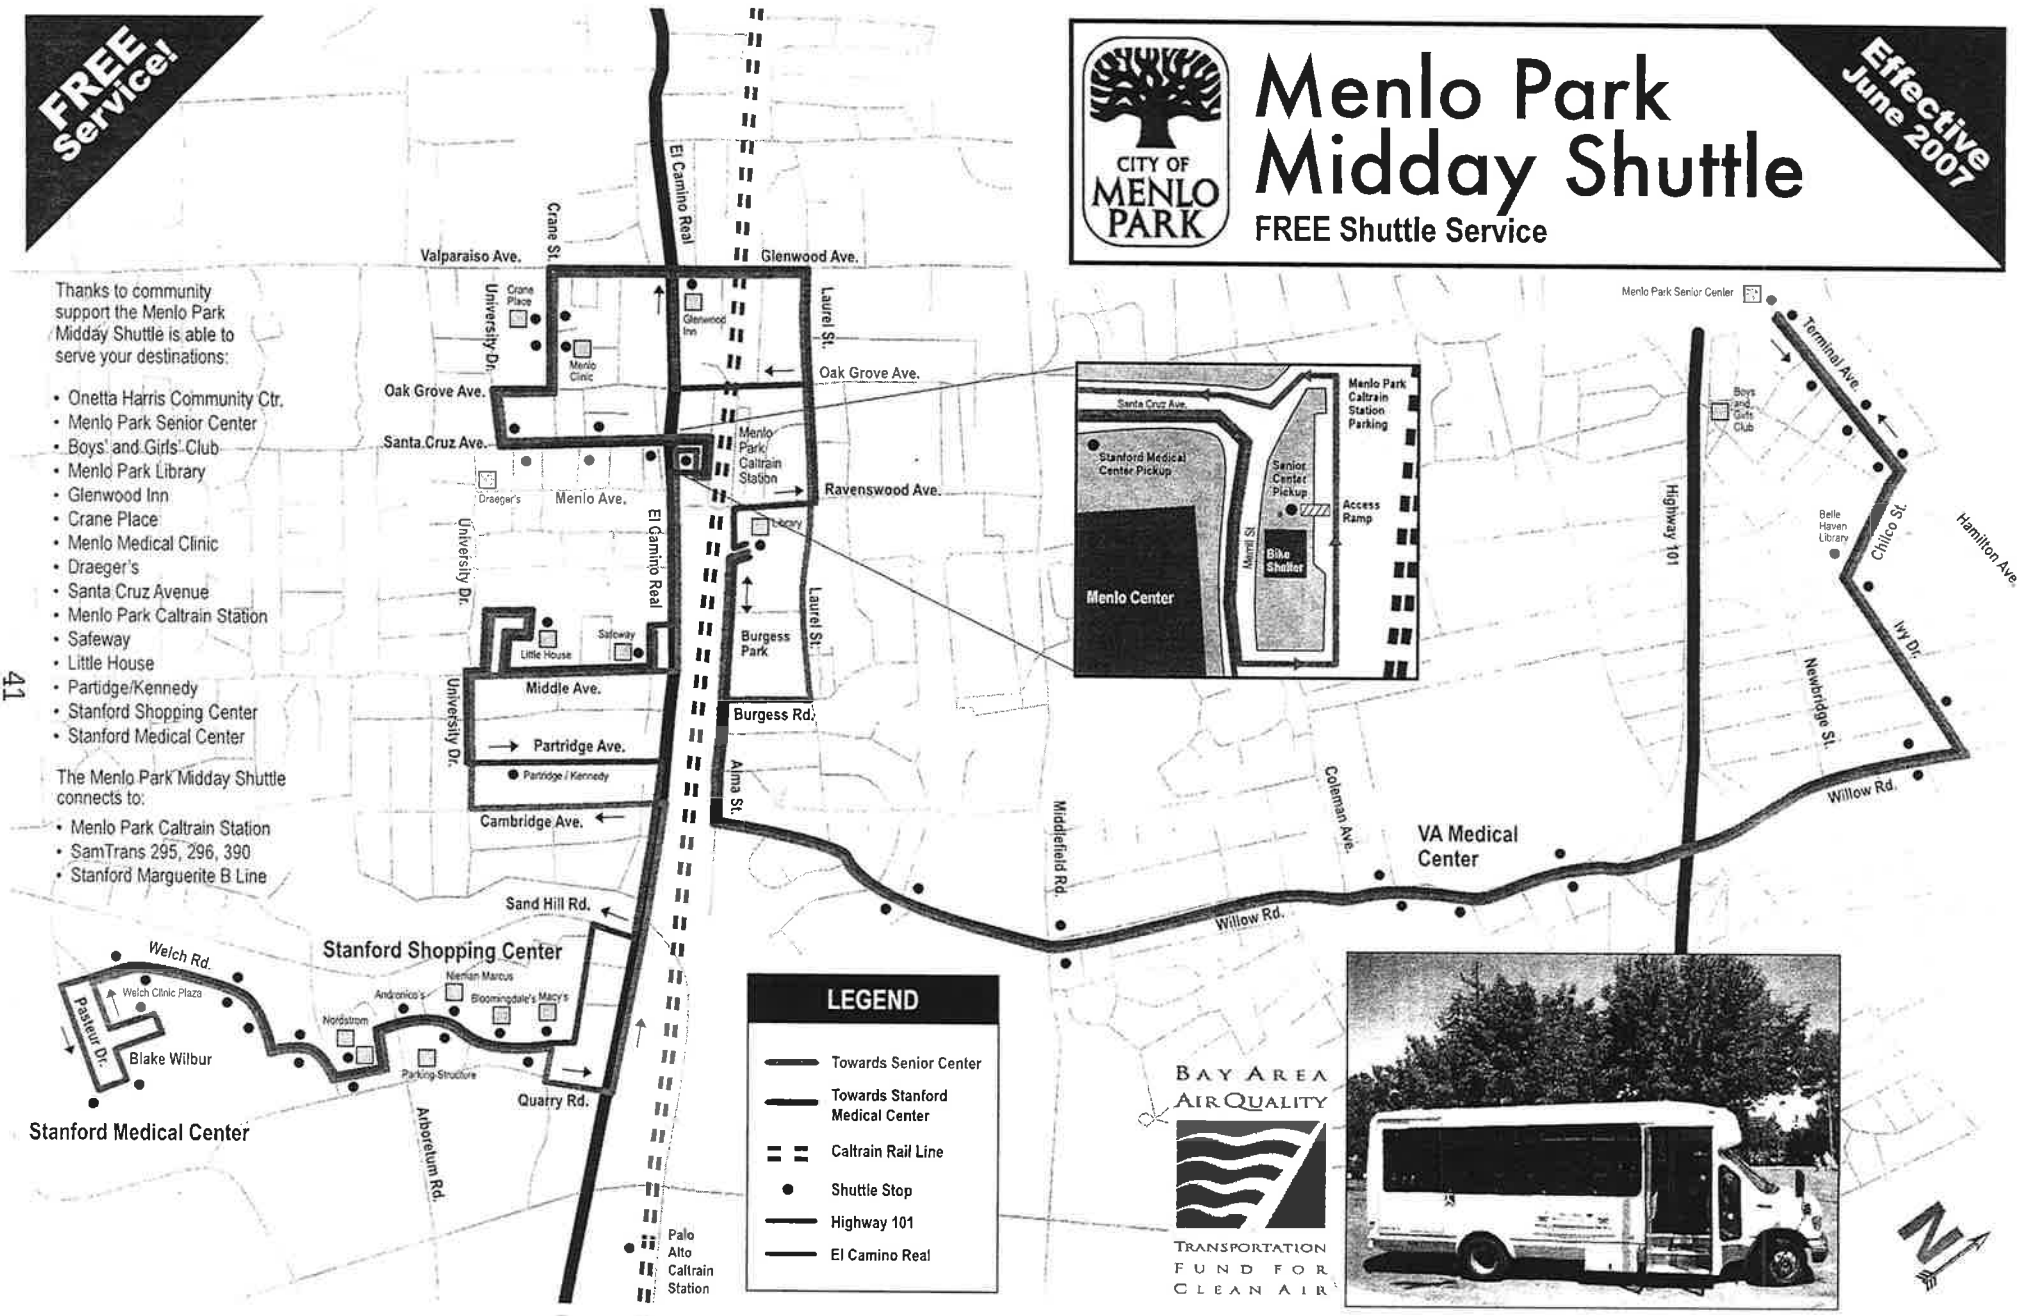 FREE
Service!
CITY OF
MENLO
PARK
Menlo Park
Midday Shuttle
FREE Shuttle Service
Effective
June 2007
Thanks to community
support the Menlo Park
Midday Shuttle is able to
serve your destinations:
• Onetta Harris Community Ctr.
• Menlo Park Senior Center
• Boys' and Girls' Club
• Menlo Park Library
• Glenwood Inn
• Crane Place
• Menlo Medical Clinic
• Draeger's
• Santa Cruz Avenue
• Menlo Park Caltrain Station
• Safeway
• Little House
• Partidge/Kennedy
• Stanford Shopping Center
• Stanford Medical Center
The Menlo Park Midday Shuttle
connects to:
• Menlo Park Caltrain Station
• SamTrans 295, 296, 390
• Stanford Marguerite B Line
41
El Camino Real
Crane St.
Valparaiso Ave.
Glenwood Ave.
University Dr.
Crane
Place
Menlo
Clinic
Glenwood
Inn
Laurel St.
Oak Grove Ave.
Oak Grove Ave.
Santa Cruz Ave.
Menlo
Park
Caltrain
Station
Draeger's
Menlo Ave.
Ravenswood Ave.
Library
University Dr.
El Camino Real
Laurel St.
Burgess
Park
Little House
Safeway
Middle Ave.
Burgess Rd.
University Dr.
Partridge Ave.
Partridge / Kennedy
Cambridge Ave.
Alma St.
Sand Hill Rd.
Stanford Shopping Center
Welch Rd.
Welch Clinic Plaza
Pasteur Dr.
Blake Wilbur
Stanford Medical Center
Nordstrom
Andronico's
Nieman Marcus
Bloomingdale's
Macy's
Parking Structure
Quarry Rd.
Arboretum Rd.
Palo
Alto
Caltrain
Station
Santa Cruz Ave.
Menlo Park
Caltrain
Station
Parking
Stanford Medical
Center Pickup
Senior
Center
Pickup
Access
Ramp
Merrill St
Bike
Shelter
Menlo Center
Menlo Park Senior Center
Terminal Ave.
Boys
and
Girls
Club
Highway 101
Belle
Haven
Library
Chilco St.
Hamilton Ave.
Ivy Dr.
Newbridge St.
Willow Rd.
Coleman Ave.
VA Medical
Center
Middlefield Rd.
Willow Rd.
LEGEND
Towards Senior Center
Towards Stanford
Medical Center
Caltrain Rail Line
Shuttle Stop
Highway 101
El Camino Real
BAY AREA
AIR QUALITY
TRANSPORTATION
FUND FOR
CLEAN AIR
N